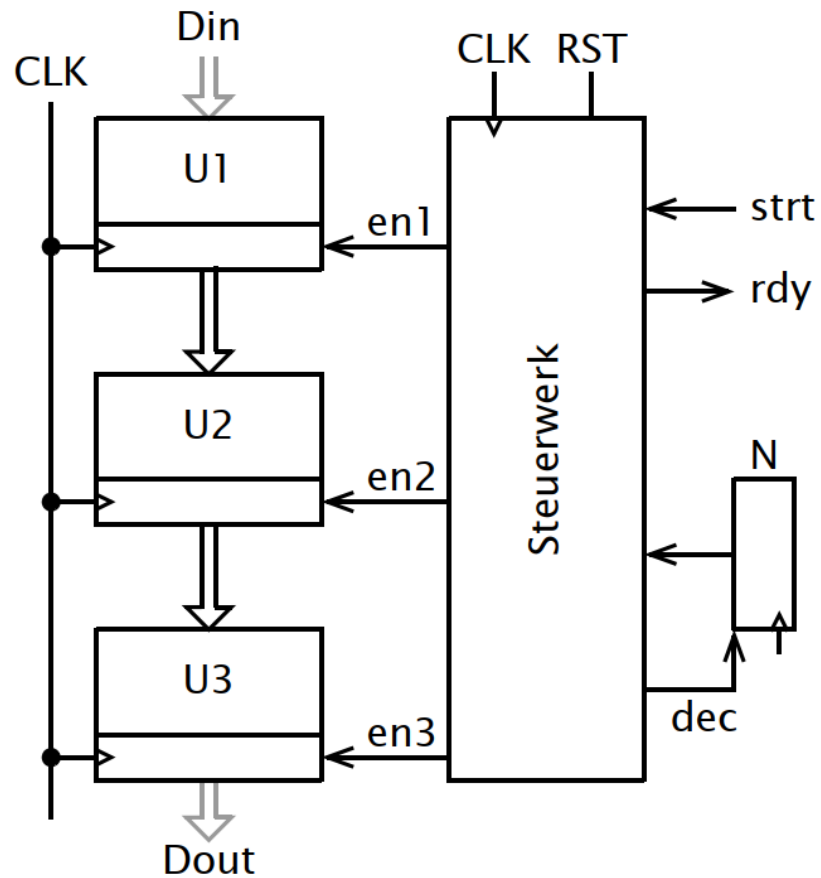 Din
CLK
CLK RST
U1
en1
strt
rdy
U2
en2
Steuerwerk
N
U3
en3
dec
Dout